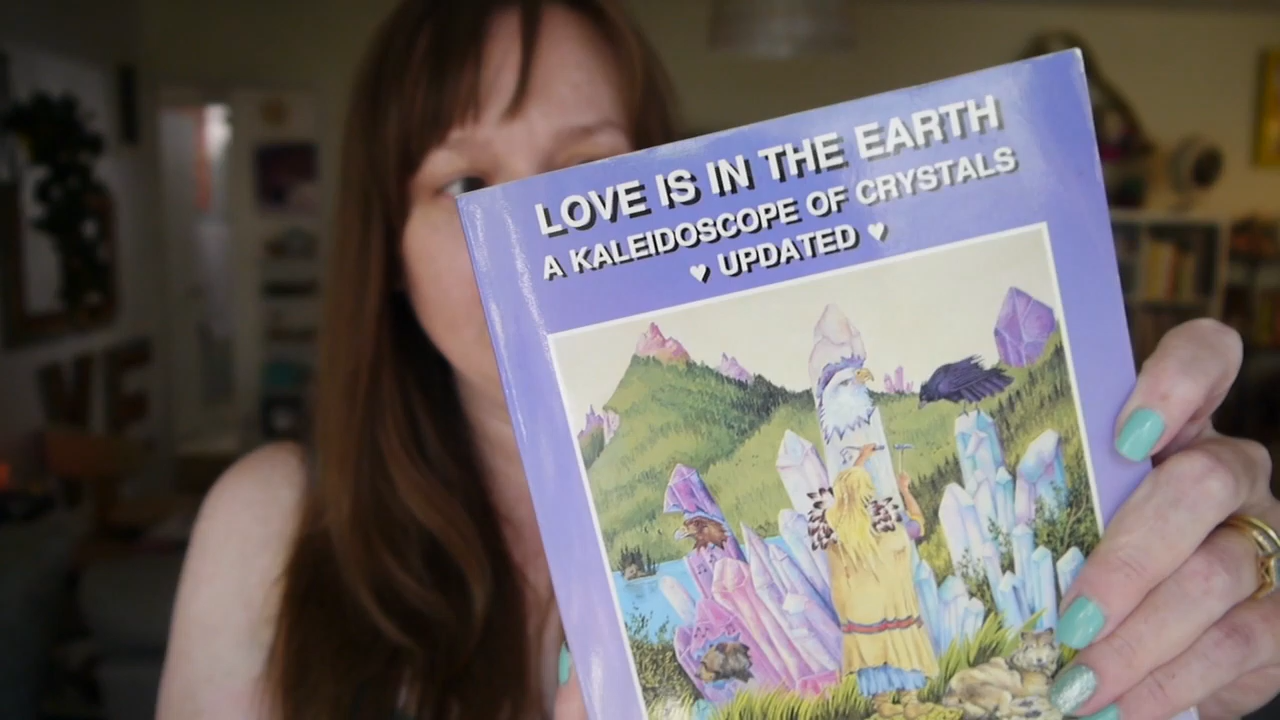 LOVE IS IN THE EARTH
A KALEIDOSCOPE OF CRYSTALS
♥ UPDATED ♥